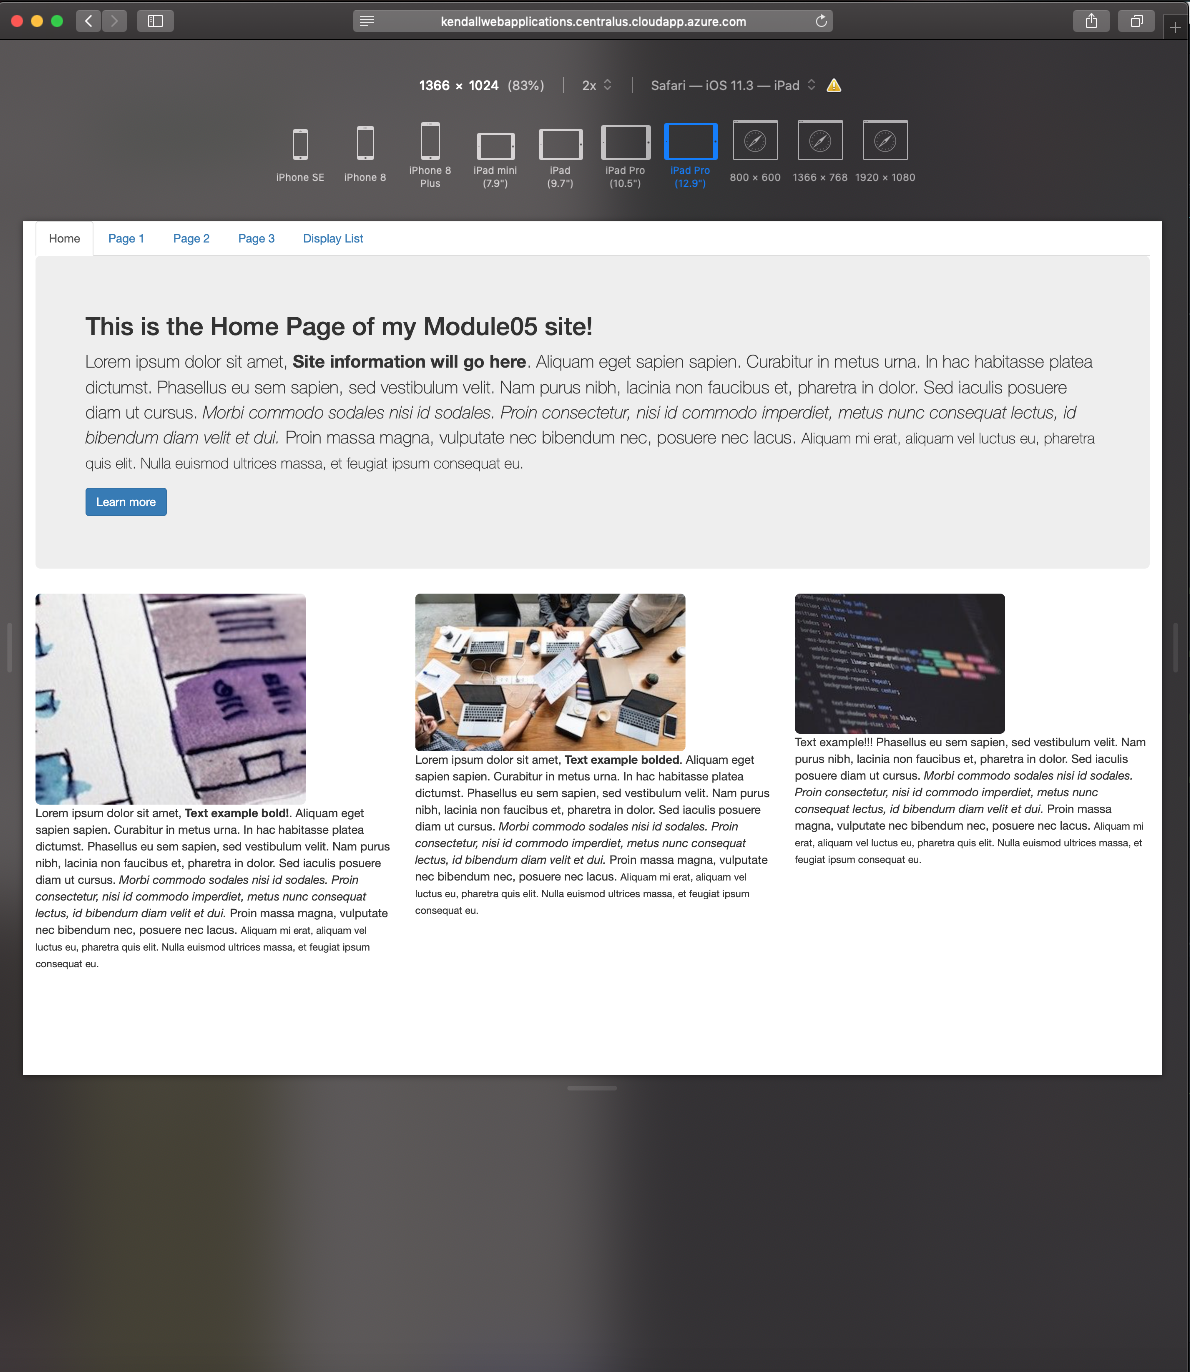 kendallwebapplications.centralus.cloudapp.azure.com
1366 × 1024 (83%) 2x Safari — iOS 11.3 — iPad
iPhone SE
iPhone 8
iPhone 8
Plus
iPad mini
(7.9")
iPad
(9.7")
iPad Pro
(10.5")
iPad Pro
(12.9")
800 × 600
1366 × 768
1920 × 1080
Home Page 1 Page 2 Page 3 Display List
This is the Home Page of my Module05 site!
Lorem ipsum dolor sit amet, Site information will go here. Aliquam eget sapien sapien. Curabitur in metus urna. In hac habitasse platea
dictumst. Phasellus eu sem sapien, sed vestibulum velit. Nam purus nibh, lacinia non faucibus et, pharetra in dolor. Sed iaculis posuere
diam ut cursus. Morbi commodo sodales nisi id sodales. Proin consectetur, nisi id commodo imperdiet, metus nunc consequat lectus, id
bibendum diam velit et dui. Proin massa magna, vulputate nec bibendum nec, posuere nec lacus. Aliquam mi erat, aliquam vel luctus eu, pharetra
quis elit. Nulla euismod ultrices massa, et feugiat ipsum consequat eu.
Learn more
Lorem ipsum dolor sit amet, Text example bold!. Aliquam eget
sapien sapien. Curabitur in metus urna. In hac habitasse platea
dictumst. Phasellus eu sem sapien, sed vestibulum velit. Nam purus
nibh, lacinia non faucibus et, pharetra in dolor. Sed iaculis posuere
diam ut cursus. Morbi commodo sodales nisi id sodales. Proin
consectetur, nisi id commodo imperdiet, metus nunc consequat
lectus, id bibendum diam velit et dui. Proin massa magna, vulputate
nec bibendum nec, posuere nec lacus. Aliquam mi erat, aliquam vel
luctus eu, pharetra quis elit. Nulla euismod ultrices massa, et feugiat ipsum
consequat eu.
Lorem ipsum dolor sit amet, Text example bolded. Aliquam eget
sapien sapien. Curabitur in metus urna. In hac habitasse platea
dictumst. Phasellus eu sem sapien, sed vestibulum velit. Nam purus
nibh, lacinia non faucibus et, pharetra in dolor. Sed iaculis posuere
diam ut cursus. Morbi commodo sodales nisi id sodales. Proin
consectetur, nisi id commodo imperdiet, metus nunc consequat
lectus, id bibendum diam velit et dui. Proin massa magna, vulputate
nec bibendum nec, posuere nec lacus. Aliquam mi erat, aliquam vel
luctus eu, pharetra quis elit. Nulla euismod ultrices massa, et feugiat ipsum
consequat eu.
Text example!!! Phasellus eu sem sapien, sed vestibulum velit. Nam
purus nibh, lacinia non faucibus et, pharetra in dolor. Sed iaculis
posuere diam ut cursus. Morbi commodo sodales nisi id sodales.
Proin consectetur, nisi id commodo imperdiet, metus nunc
consequat lectus, id bibendum diam velit et dui. Proin massa
magna, vulputate nec bibendum nec, posuere nec lacus. Aliquam mi
erat, aliquam vel luctus eu, pharetra quis elit. Nulla euismod ultrices massa, et
feugiat ipsum consequat eu.